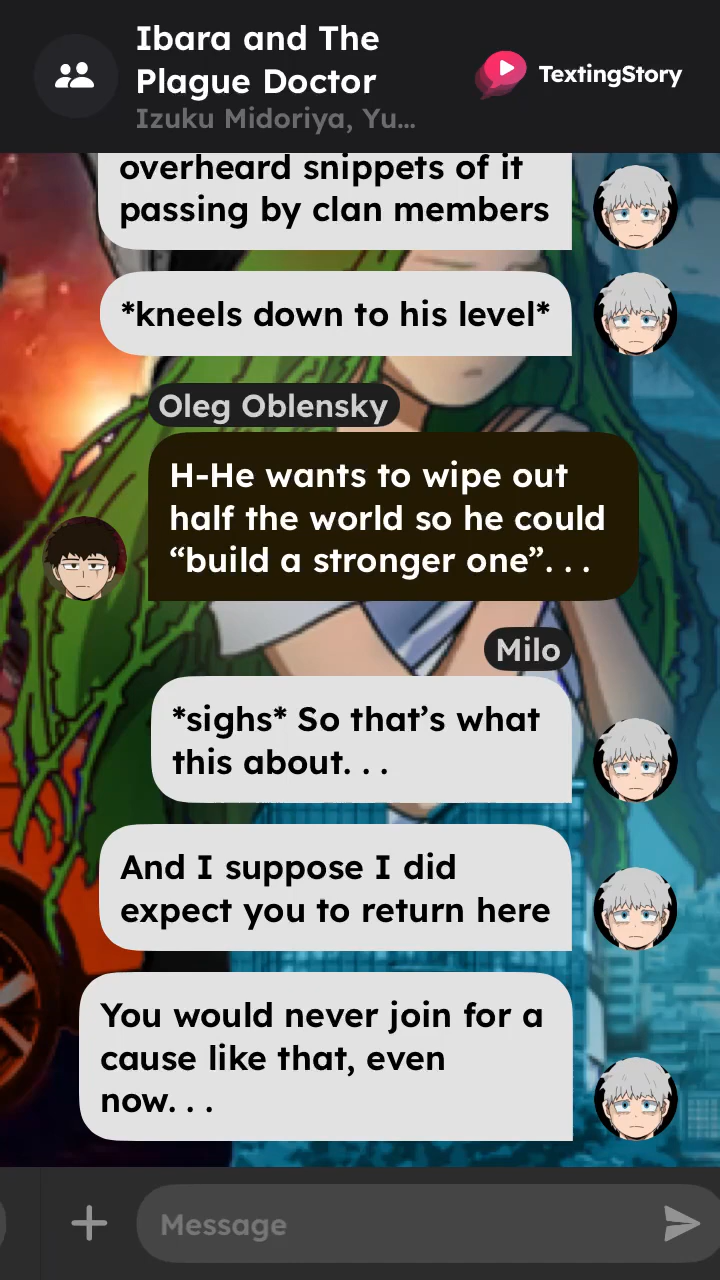 Ibara and The
Plague Doctor
Izuku Midoriya, Yu...
TextingStory
overheard snippets of it
passing by clan members
*kneels down to his level*
Oleg Oblensky
H-He wants to wipe out
half the world so he could
“build a stronger one”. . .
Milo
*sighs* So that’s what
this about. . .
And I suppose I did
expect you to return here
You would never join for a
cause like that, even
now. . .
Message